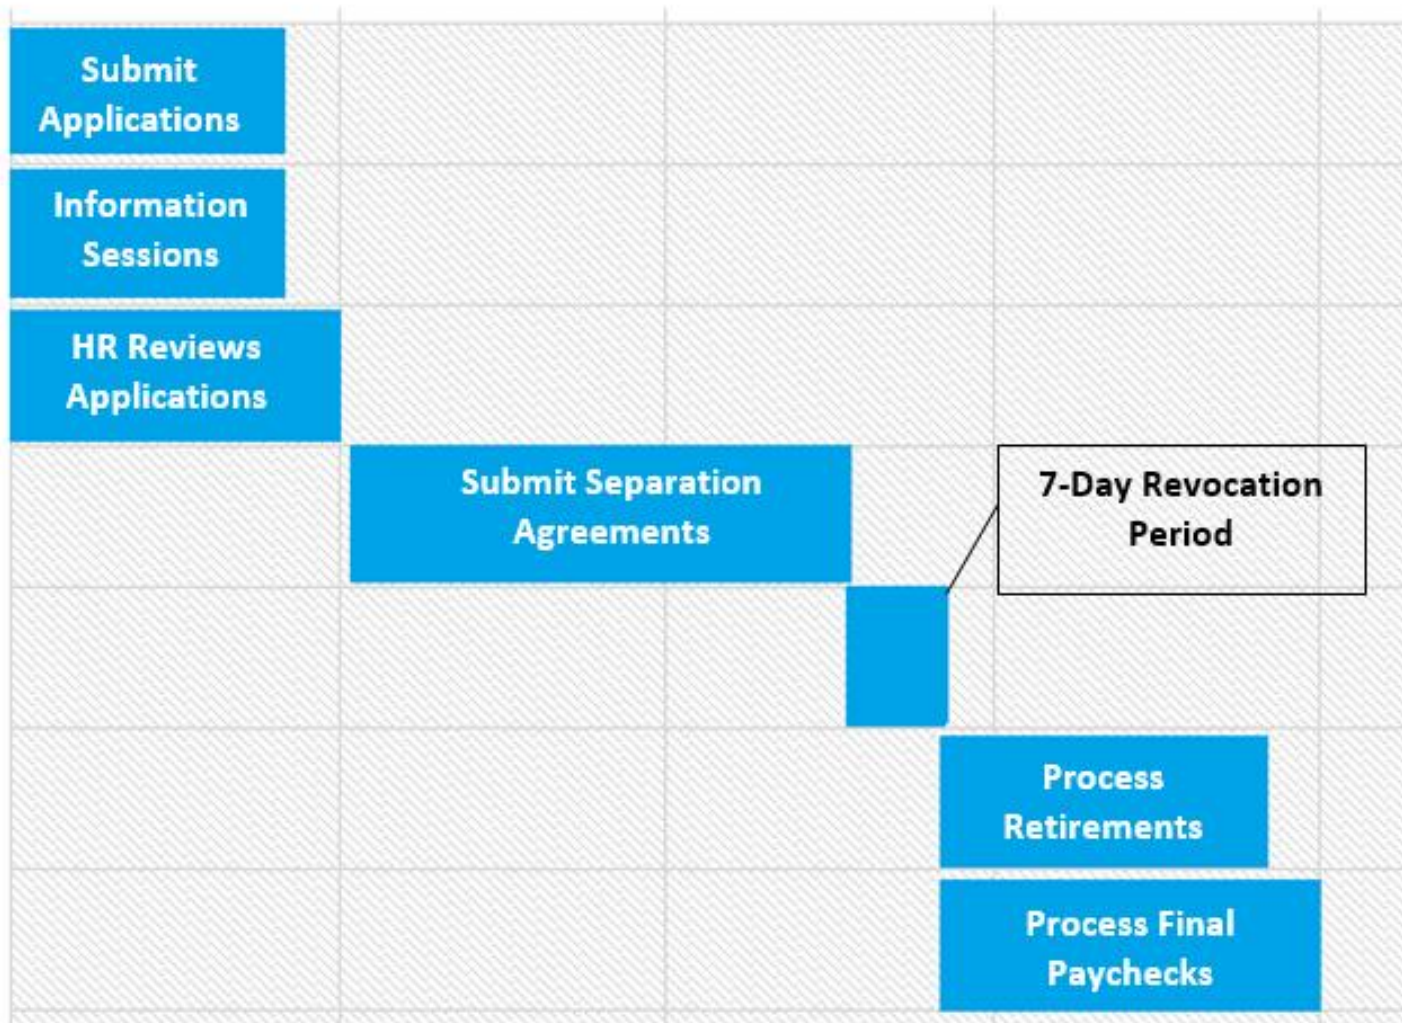 Submit
Applications
Information
Sessions
HR Reviews
Applications
Submit Separation
Agreements
7-Day Revocation
Period
Process
Retirements
Process Final
Paychecks